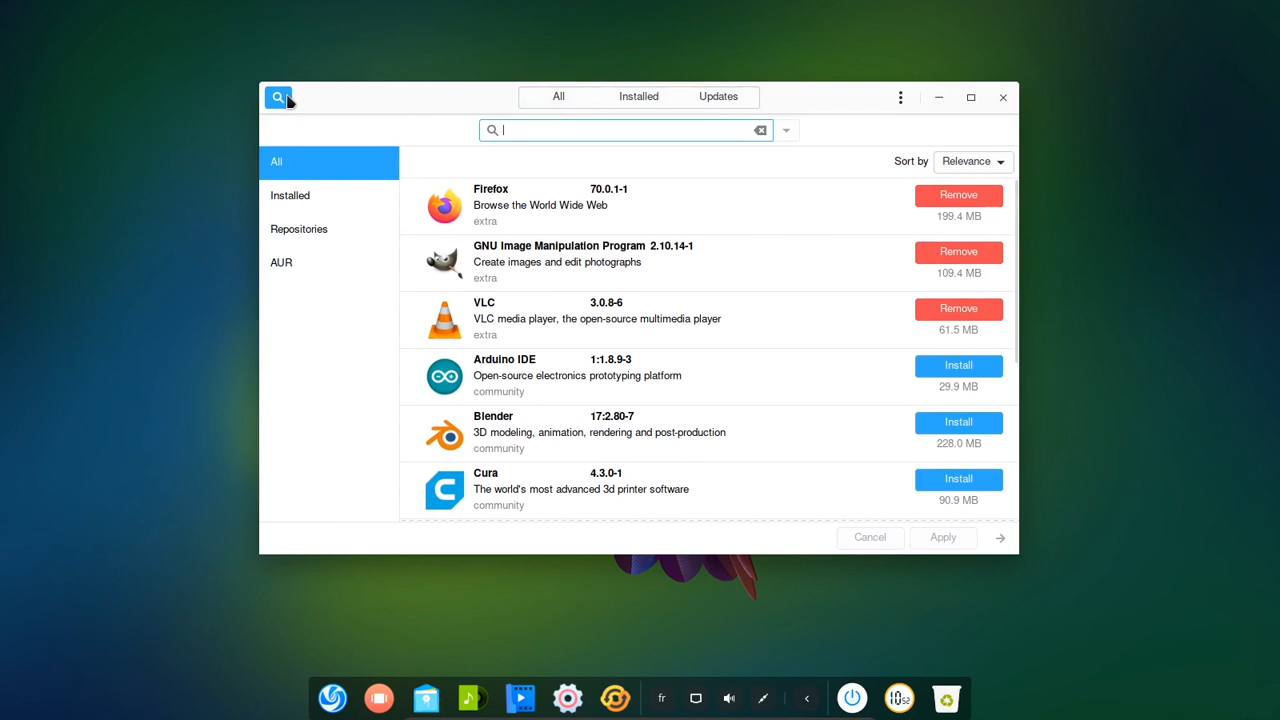 All Installed Updates
All
Sort by Relevance
Installed
Repositories
AUR
Firefox 70.0.1-1 Remove
Browse the World Wide Web
extra 199.4 MB
GNU Image Manipulation Program 2.10.14-1 Remove
Create images and edit photographs
extra 109.4 MB
VLC 3.0.8-6 Remove
VLC media player, the open-source multimedia player
extra 61.5 MB
Arduino IDE 1:1.8.9-3 Install
Open-source electronics prototyping platform
community 29.9 MB
Blender 17:2.80-7 Install
3D modeling, animation, rendering and post-production
community 228.0 MB
Cura 4.3.0-1 Install
The world's most advanced 3d printer software
community 90.9 MB
Cancel Apply
fr 10 52